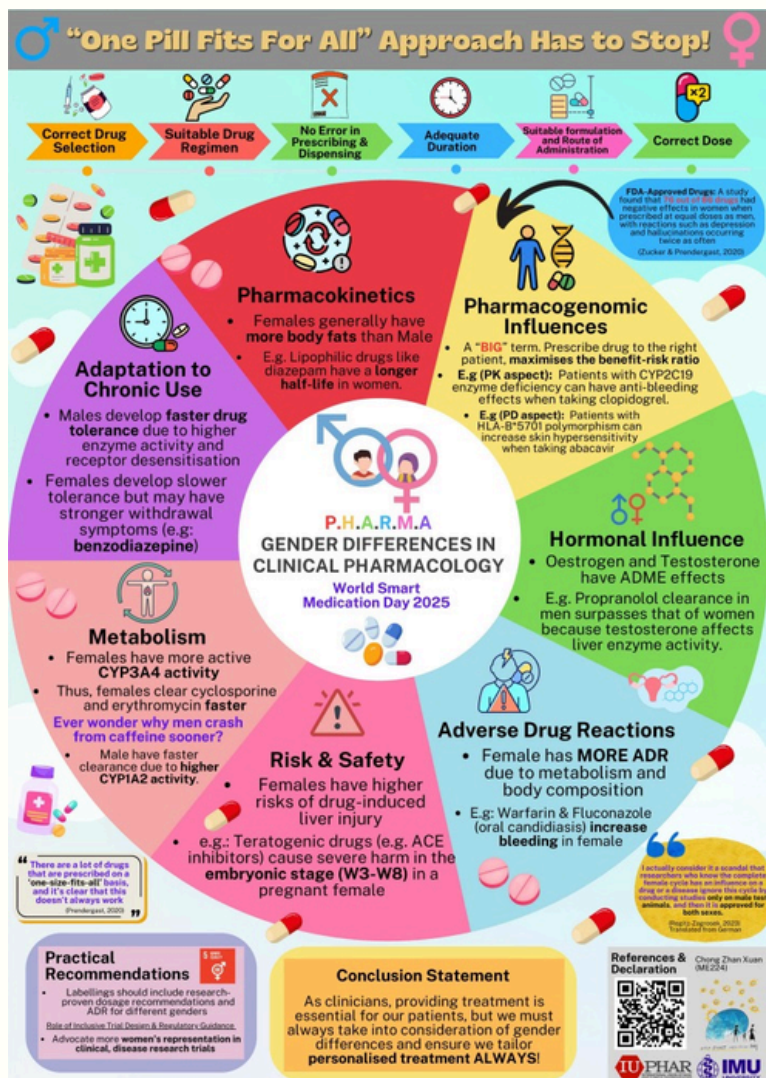 “One Pill Fits For All” Approach Has to Stop!
Correct Drug
Selection
Suitable Drug
Regimen
No Error in
Prescribing &
Dispensing
Adequate
Duration
Suitable formulation
and Route of
Administration
×2
Correct Dose
FDA-Approved Drugs: A study
found that 76 out of 86 drugs had
negative effects in women when
prescribed at equal doses as men,
with reactions such as depression
and hallucinations occurring
twice as often
(Zucker & Prendergast, 2020)
Pharmacokinetics
• Females generally have
more body fats than Male
• E.g. Lipophilic drugs like
diazepam have a longer
half-life in women.
Pharmacogenomic
Influences
• A “BIG” term. Prescribe drug to the right
patient, maximises the benefit-risk ratio
• E.g (PK aspect): Patients with CYP2C19
enzyme deficiency can have anti-bleeding
effects when taking clopidogrel.
• E.g (PD aspect): Patients with
HLA-B*5701 polymorphism can
increase skin hypersensitivity
when taking abacavir
Adaptation to
Chronic Use
• Males develop faster drug
tolerance due to higher
enzyme activity and
receptor desensitisation
• Females develop slower
tolerance but may have
stronger withdrawal
symptoms (e.g:
benzodiazepine)
P.H.A.R.M.A
GENDER DIFFERENCES IN
CLINICAL PHARMACOLOGY
World Smart
Medication Day 2025
Hormonal Influence
• Oestrogen and Testosterone
have ADME effects
• E.g. Propranolol clearance in
men surpasses that of women
because testosterone affects
liver enzyme activity.
Metabolism
• Females have more active
CYP3A4 activity
• Thus, females clear cyclosporine
and erythromycin faster
Ever wonder why men crash
from caffeine sooner?
• Male have faster
clearance due to higher
CYP1A2 activity.
Risk & Safety
• Females have higher
risks of drug-induced
liver injury
• e.g.: Teratogenic drugs (e.g. ACE
inhibitors) cause severe harm in the
embryonic stage (W3-W8) in a
pregnant female
Adverse Drug Reactions
• Female has MORE ADR
due to metabolism and
body composition
• E.g: Warfarin & Fluconazole
(oral candidiasis) increase
bleeding in female
“There are a lot of drugs
that are prescribed on a
‘one-size-fits-all’ basis,
and it’s clear that this
doesn’t always work
(Prendergast, 2020) ”
I actually consider it a scandal that
researchers who know the complete
female cycle has an influence on a
drug or a disease ignore this cycle by
conducting studies only on male test
animals, and then it is approved for
both sexes.
(Regitz-Zagrosek, 2023)
Translated from German
Practical
Recommendations
5
• Labellings should include research-
proven dosage recommendations and
ADR for different genders
Role of Inclusive Trial Design & Regulatory Guidance
• Advocate more women’s representation in
clinical, disease research trials
Conclusion Statement
As clinicians, providing treatment is
essential for our patients, but we must
always take into consideration of gender
differences and ensure we tailor
personalised treatment ALWAYS!
References &
Declaration
Chong Zhan Xuan
(ME224)
IUPHAR
IMU